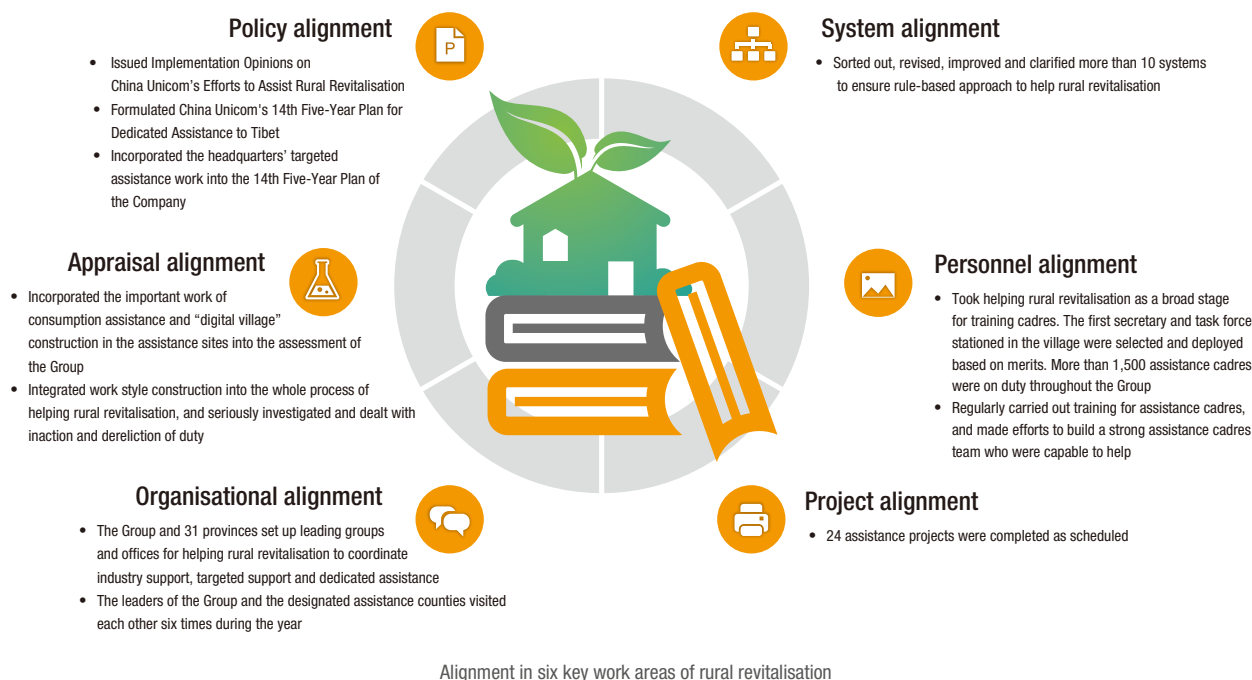 Policy alignment
• Issued Implementation Opinions on
China Unicom's Efforts to Assist Rural Revitalisation
• Formulated China Unicom's 14th Five-Year Plan for
Dedicated Assistance to Tibet
• Incorporated the headquarters' targeted
assistance work into the 14th Five-Year Plan of
the Company
P
System alignment
• Sorted out, revised, improved and clarified more than 10 systems
to ensure rule-based approach to help rural revitalisation
Appraisal alignment
• Incorporated the important work of
consumption assistance and “digital village”
construction in the assistance sites into the assessment of
the Group
• Integrated work style construction into the whole process of
helping rural revitalisation, and seriously investigated and dealt with
inaction and dereliction of duty
Personnel alignment
• Took helping rural revitalisation as a broad stage
for training cadres. The first secretary and task force
stationed in the village were selected and deployed
based on merits. More than 1,500 assistance cadres
were on duty throughout the Group
• Regularly carried out training for assistance cadres,
and made efforts to build a strong assistance cadres
team who were capable to help
Organisational alignment
• The Group and 31 provinces set up leading groups
and offices for helping rural revitalisation to coordinate
industry support, targeted support and dedicated assistance
• The leaders of the Group and the designated assistance counties visited
each other six times during the year
Project alignment
• 24 assistance projects were completed as scheduled
Alignment in six key work areas of rural revitalisation